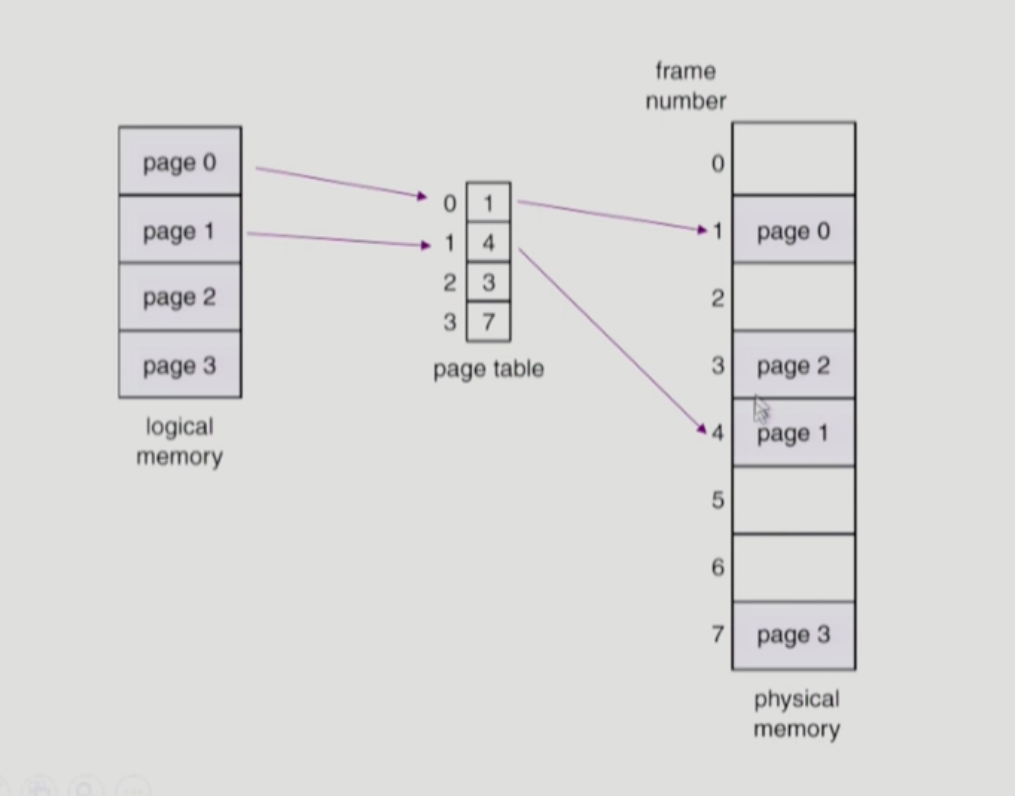 page 0
page 1
page 2
page 3
logical
memory
0 1
1 4
2 3
3 7
page table
frame
number
0
1 page 0
2
3 page 2
4 page 1
5
6
7 page 3
physical
memory